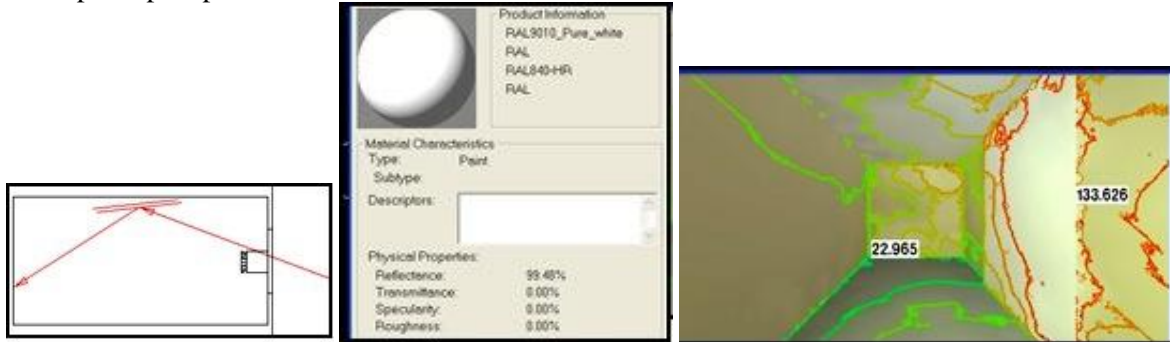 Product Information
RAL9010_Pure_white
RAL
RAL840-HR
RAL
Material Characteristics
Type: Paint
Subtype:
Descriptors:
Physical Properties:
Reflectance: 99.48%
Transmittance: 0.00%
Specularity: 0.00%
Roughness: 0.00%
22.965
133.626